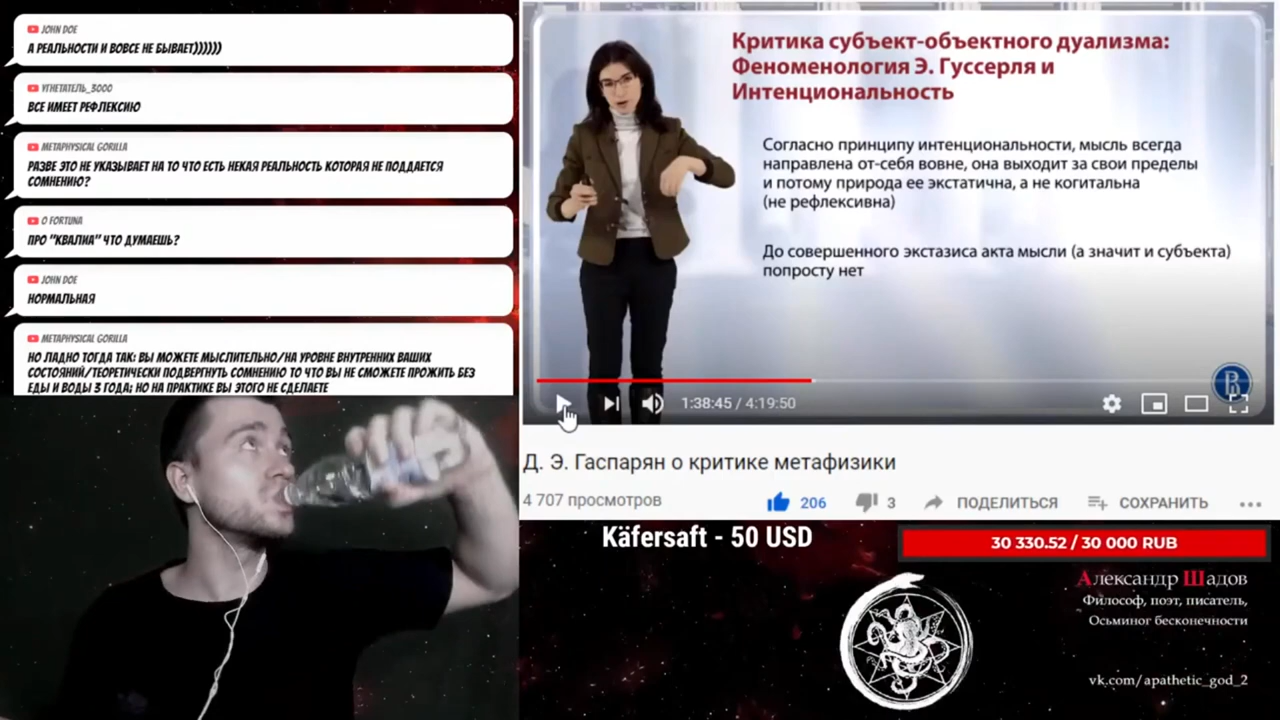 JOHN DOE
А РЕАЛЬНОСТИ И ВОВСЕ НЕ БЫВАЕТ))))))
УГНЕТАТЕЛЬ_3000
ВСЕ ИМЕЕТ РЕФЛЕКСИЮ
METAPHYSICAL GORILLA
РАЗВЕ ЭТО НЕ УКАЗЫВАЕТ НА ТО ЧТО ЕСТЬ НЕКАЯ РЕАЛЬНОСТЬ КОТОРАЯ НЕ ПОДДАЕТСЯ
СОМНЕНИЮ?
O FORTUNA
ПРО "КВАЛИА" ЧТО ДУМАЕШЬ?
JOHN DOE
НОРМАЛЬНАЯ
METAPHYSICAL GORILLA
НО ЛАДНО ТОГДА ТАК: ВЫ МОЖЕТЕ МЫСЛИТЕЛЬНО/НА УРОВНЕ ВНУТРЕННИХ ВАШИХ
СОСТОЯНИЙ/ТЕОРЕТИЧЕСКИ ПОДВЕРГНУТЬ СОМНЕНИЮ ТО ЧТО ВЫ НЕ СМОЖЕТЕ ПРОЖИТЬ БЕЗ
ЕДЫ И ВОДЫ 3 ГОДА; НО НА ПРАКТИКЕ ВЫ ЭТОГО НЕ СДЕЛАЕТЕ
Критика субъект-объектного дуализма:
Феноменология Э. Гуссерля и
Интенциональность
Согласно принципу интенциональности, мысль всегда
направлена от-себя вовне, она выходит за свои пределы
и потому природа ее экстатична, а не когитальна
(не рефлексивна)
До совершенного экстазиса акта мысли (а значит и субъекта)
попросту нет
1:38:45 / 4:19:50
Д. Э. Гаспарян о критике метафизики
4 707 просмотров
206
3
ПОДЕЛИТЬСЯ
СОХРАНИТЬ
Käfersaft - 50 USD
30 330.52 / 30 000 RUB
Александр Шадов
Философ, поэт, писатель,
Осьминог бесконечности
vk.com/apathetic_god_2